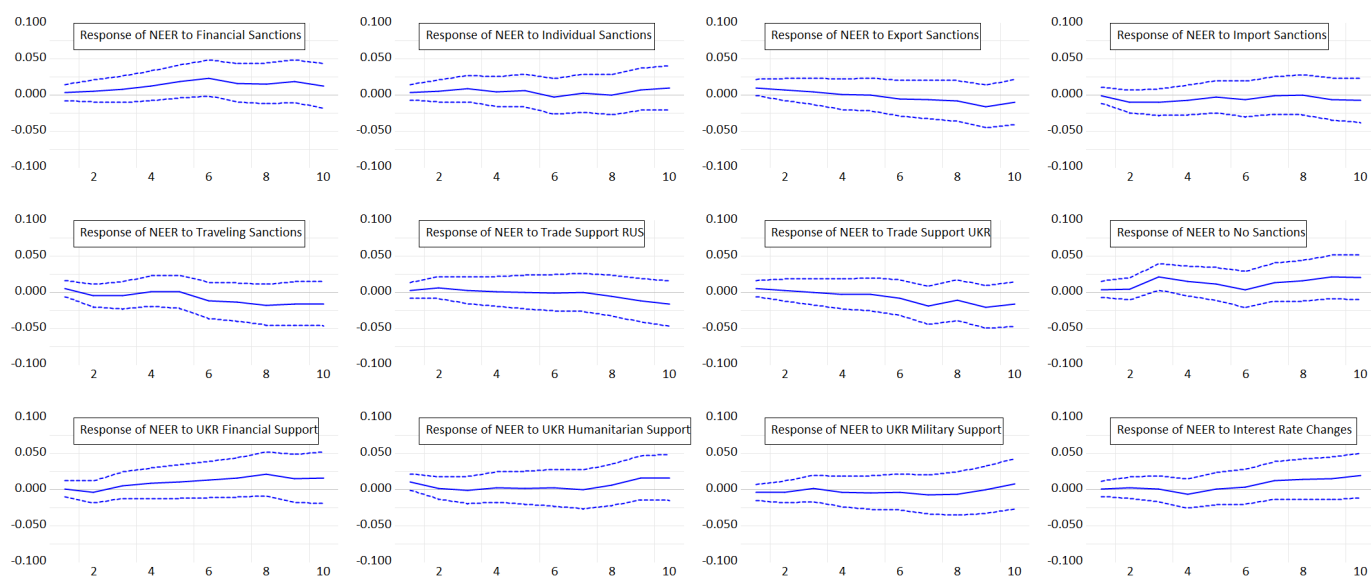 Response of NEER to Financial Sanctions
0.100
0.050
0.000
-0.050
-0.100
2 4 6 8 10
Response of NEER to Individual Sanctions
0.100
0.050
0.000
-0.050
-0.100
2 4 6 8 10
Response of NEER to Export Sanctions
0.100
0.050
0.000
-0.050
-0.100
2 4 6 8 10
Response of NEER to Import Sanctions
0.100
0.050
0.000
-0.050
-0.100
2 4 6 8 10
Response of NEER to Traveling Sanctions
0.100
0.050
0.000
-0.050
-0.100
2 4 6 8 10
Response of NEER to Trade Support RUS
0.100
0.050
0.000
-0.050
-0.100
2 4 6 8 10
Response of NEER to Trade Support UKR
0.100
0.050
0.000
-0.050
-0.100
2 4 6 8 10
Response of NEER to No Sanctions
0.100
0.050
0.000
-0.050
-0.100
2 4 6 8 10
Response of NEER to UKR Financial Support
0.100
0.050
0.000
-0.050
-0.100
2 4 6 8 10
Response of NEER to UKR Humanitarian Support
0.100
0.050
0.000
-0.050
-0.100
2 4 6 8 10
Response of NEER to UKR Military Support
0.100
0.050
0.000
-0.050
-0.100
2 4 6 8 10
Response of NEER to Interest Rate Changes
0.100
0.050
0.000
-0.050
-0.100
2 4 6 8 10